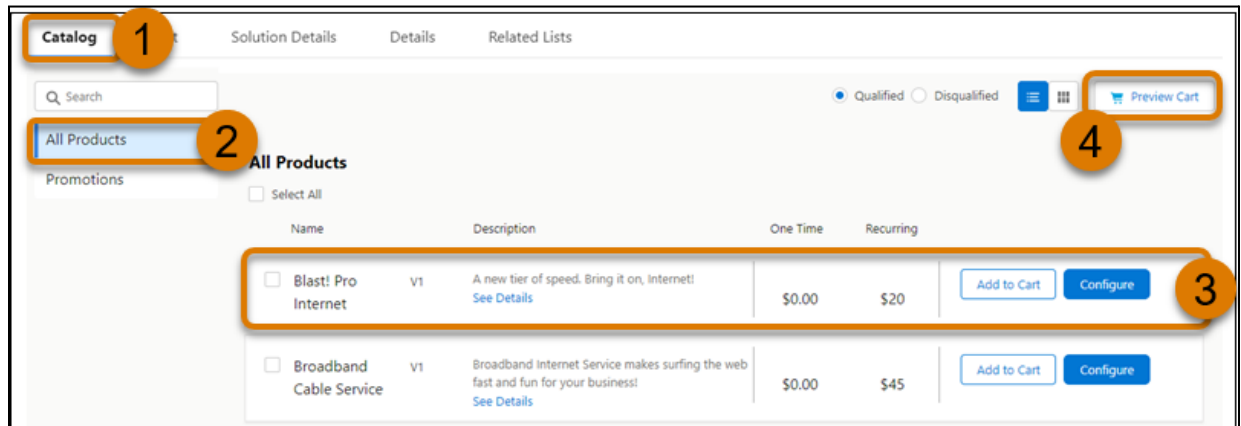 Catalog 1 t Solution Details Details Related Lists
Search Qualified Disqualified Preview Cart
All Products 2 4
All Products
Promotions
Select All
Name Description One Time Recurring
Blast! Pro V1 A new tier of speed. Bring it on, Internet! Add to Cart Configure 3
Internet See Details $0.00 $20
Broadband V1 Broadband Internet Service makes surfing the web Add to Cart Configure
Cable Service fast and fun for your business! $0.00 $45
See Details